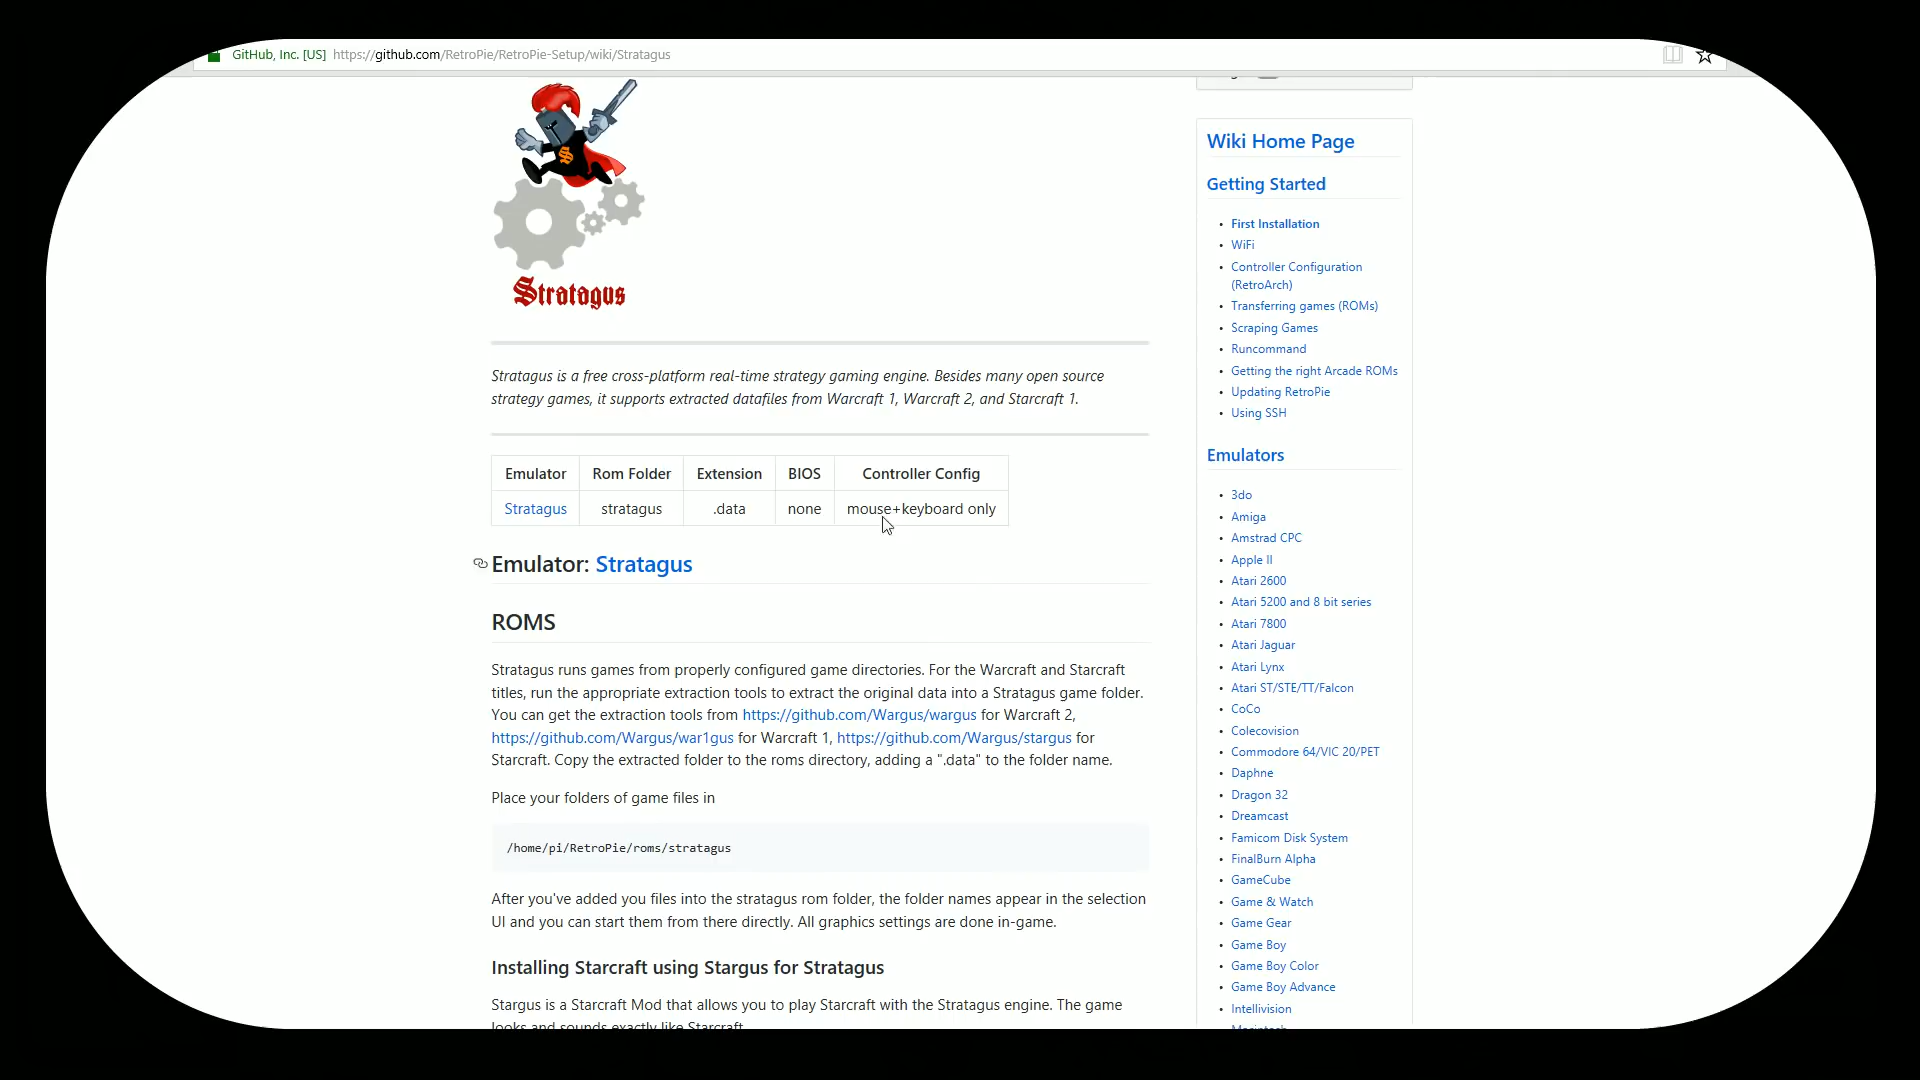 GitHub, Inc. [US] https://github.com/RetroPie/RetroPie-Setup/wiki/Stratagus
Stratagus
Stratagus is a free cross-platform real-time strategy gaming engine. Besides many open source
strategy games, it supports extracted datafiles from Warcraft 1, Warcraft 2, and Starcraft 1.
Emulator Rom Folder Extension BIOS Controller Config
Stratagus stratagus .data none mouse+keyboard only
Emulator: Stratagus
ROMS
Stratagus runs games from properly configured game directories. For the Warcraft and Starcraft
titles, run the appropriate extraction tools to extract the original data into a Stratagus game folder.
You can get the extraction tools from https://github.com/Wargus/wargus for Warcraft 2,
https://github.com/Wargus/war1gus for Warcraft 1, https://github.com/Wargus/stargus for
Starcraft. Copy the extracted folder to the roms directory, adding a ".data" to the folder name.
Place your folders of game files in
/home/pi/RetroPie/roms/stratagus
After you've added you files into the stratagus rom folder, the folder names appear in the selection
UI and you can start them from there directly. All graphics settings are done in-game.
Installing Starcraft using Stargus for Stratagus
Stargus is a Starcraft Mod that allows you to play Starcraft with the Stratagus engine. The game
looks and sounds exactly like Starcraft.
Wiki Home Page
Getting Started
• First Installation
• WiFi
• Controller Configuration
(RetroArch)
• Transferring games (ROMs)
• Scraping Games
• Runcommand
• Getting the right Arcade ROMs
• Updating RetroPie
• Using SSH
Emulators
• 3do
• Amiga
• Amstrad CPC
• Apple II
• Atari 2600
• Atari 5200 and 8 bit series
• Atari 7800
• Atari Jaguar
• Atari Lynx
• Atari ST/STE/TT/Falcon
• CoCo
• Colecovision
• Commodore 64/VIC 20/PET
• Daphne
• Dragon 32
• Dreamcast
• Famicom Disk System
• FinalBurn Alpha
• GameCube
• Game & Watch
• Game Gear
• Game Boy
• Game Boy Color
• Game Boy Advance
• Intellivision
• Macintosh